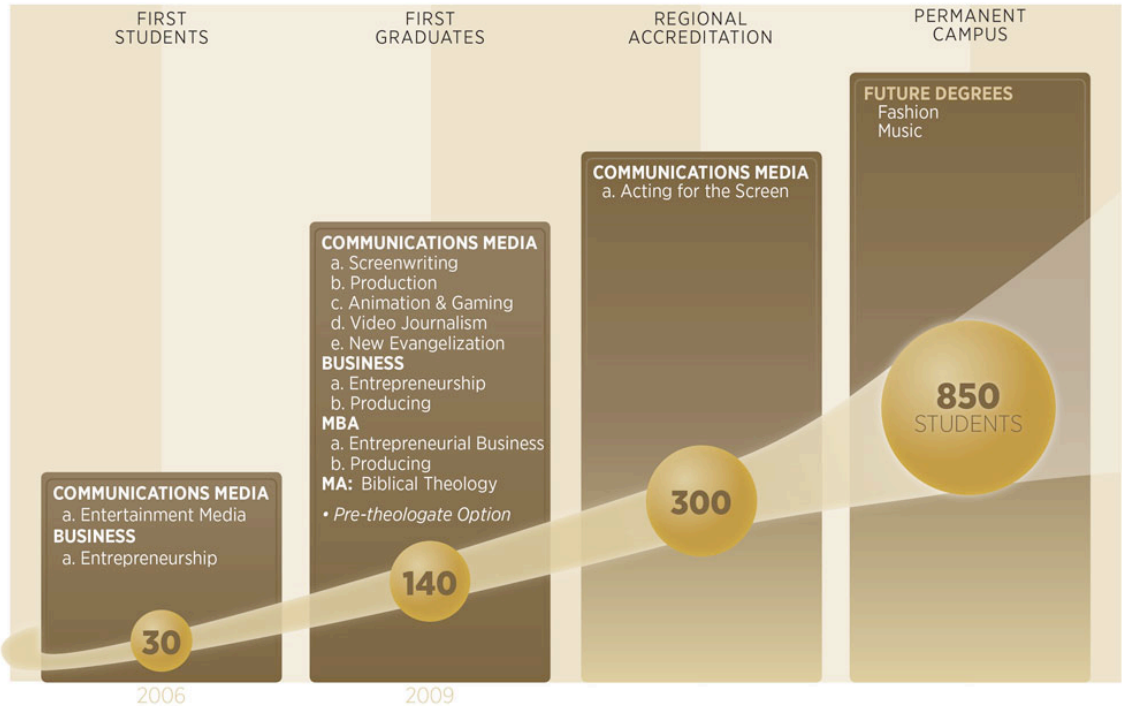 FIRST
STUDENTS
FIRST
GRADUATES
REGIONAL
ACCREDITATION
PERMANENT
CAMPUS
COMMUNICATIONS MEDIA
a. Entertainment Media
BUSINESS
a. Entrepreneurship
30
2006
COMMUNICATIONS MEDIA
a. Screenwriting
b. Production
c. Animation & Gaming
d. Video Journalism
e. New Evangelization
BUSINESS
a. Entrepreneurship
b. Producing
MBA
a. Entrepreneurial Business
b. Producing
MA: Biblical Theology
• Pre-theologate Option
140
2009
COMMUNICATIONS MEDIA
a. Acting for the Screen
300
FUTURE DEGREES
Fashion
Music
850
STUDENTS